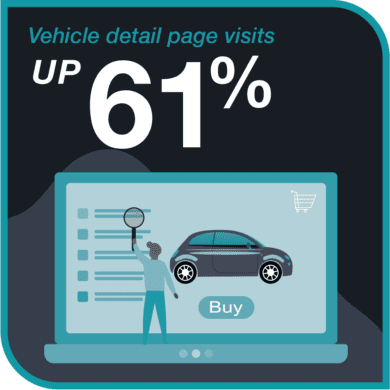 Vehicle detail page visits
UP 61%
Buy